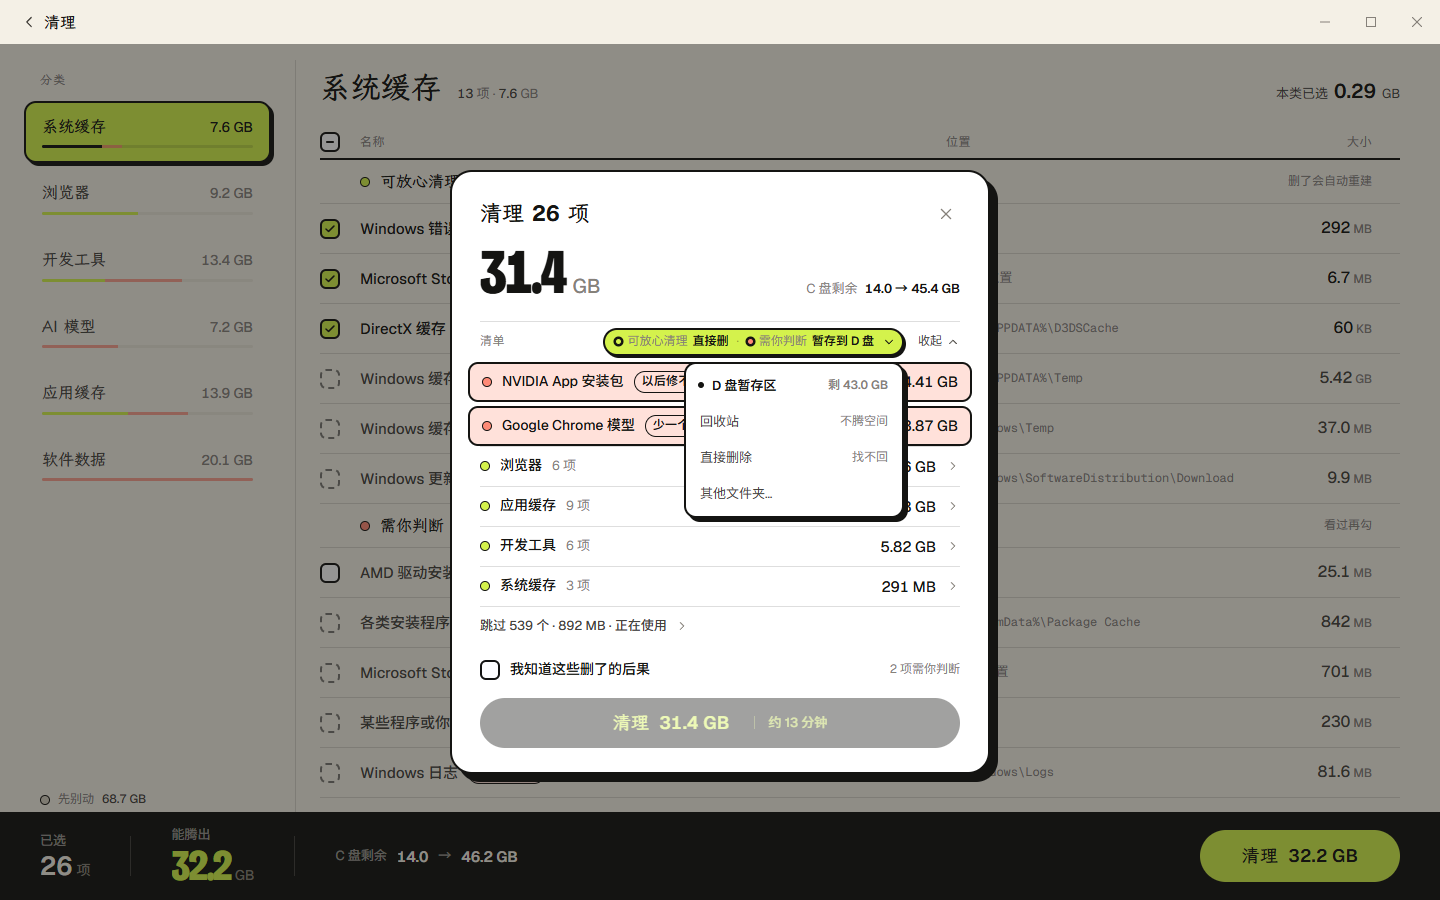 清理
分类
系统缓存 7.6 GB
浏览器 9.2 GB
开发工具 13.4 GB
AI 模型 7.2 GB
应用缓存 13.9 GB
软件数据 20.1 GB
先别动 68.7 GB
系统缓存 13 项 · 7.6 GB 本类已选 0.29 GB
名称 位置 大小
可放心清理 删了会自动重建
Windows 错误 292 MB
Microsoft Sto 置 6.7 MB
DirectX 缓存 PPDATA%\D3DSCache 60 KB
Windows 缓存 PPDATA%\Temp 5.42 GB
Windows 缓存 ows\Temp 37.0 MB
Windows 更新 ows\SoftwareDistribution\Download 9.9 MB
需你判断 看过再勾
AMD 驱动安装 25.1 MB
各类安装程序 mData%\Package Cache 842 MB
Microsoft Sto 置 701 MB
某些程序或你 230 MB
Windows 日志 ows\Logs 81.6 MB
清理 26 项
31.4 GB C 盘剩余 14.0 → 45.4 GB
清单 可放心清理 直接删 · 需你判断 暂存到 D 盘 收起
NVIDIA App 安装包 以后修不 .41 GB
Google Chrome 模型 少一个 .87 GB
浏览器 6 项 GB
应用缓存 9 项 GB
开发工具 6 项 5.82 GB
系统缓存 3 项 291 MB
D 盘暂存区 剩 43.0 GB
回收站 不腾空间
直接删除 找不回
其他文件夹...
跳过 539 个 · 892 MB · 正在使用
我知道这些删了的后果 2 项需你判断
清理 31.4 GB 约 13 分钟
已选
26 项
能腾出
32.2 GB
C 盘剩余 14.0 → 46.2 GB
清理 32.2 GB